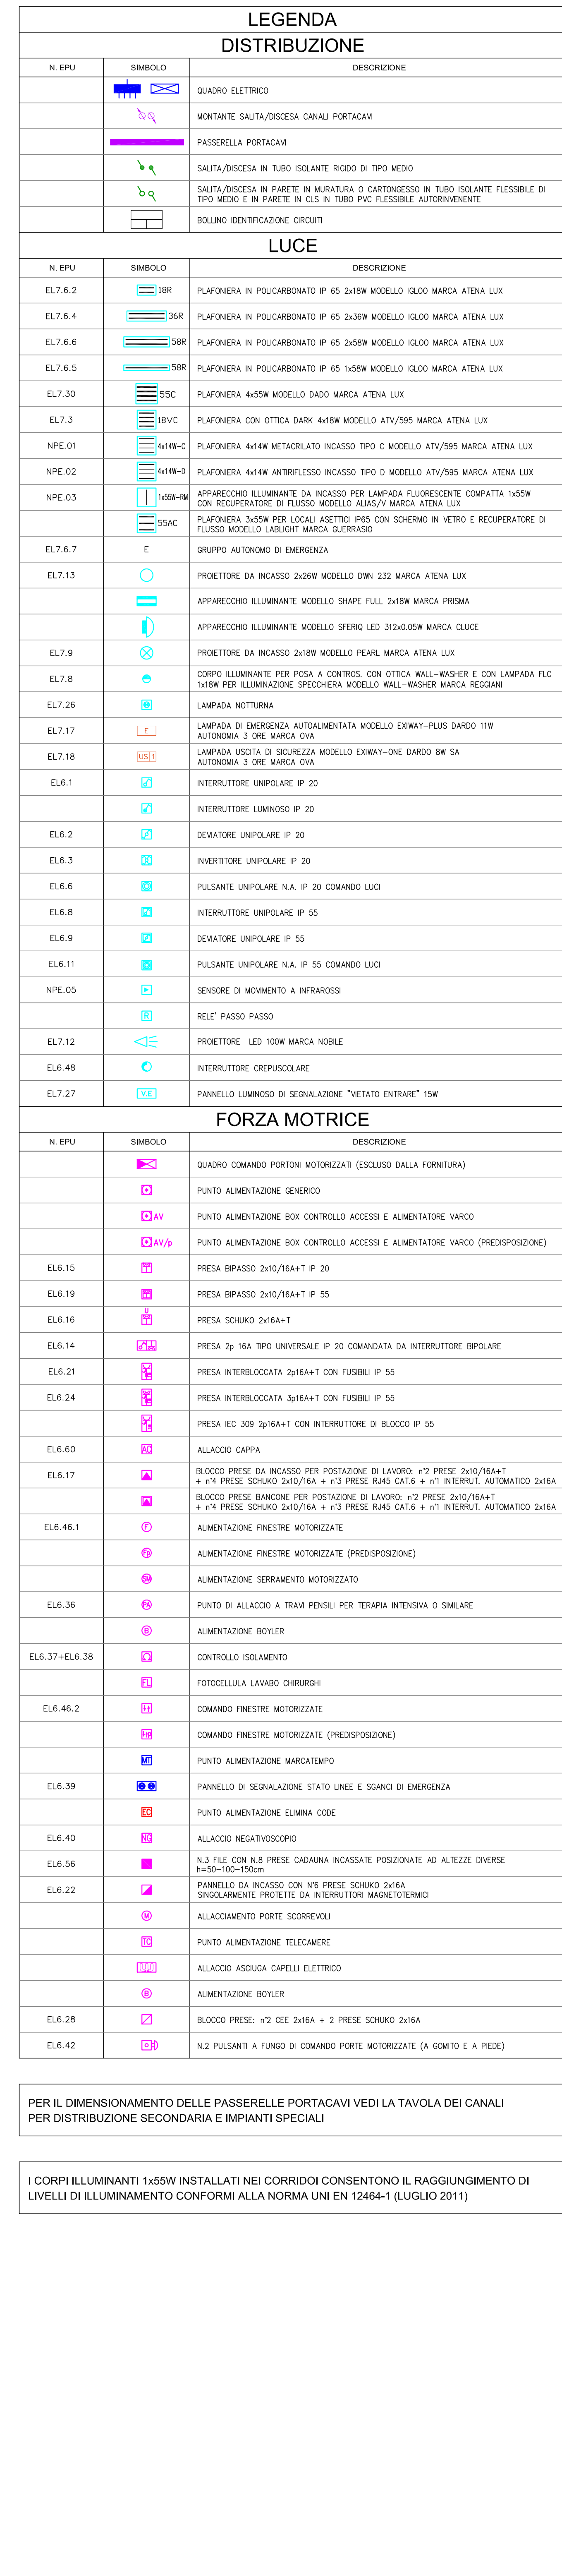 LEGENDA
DISTRIBUZIONE
N. EPU SIMBOLO DESCRIZIONE
QUADRO ELETTRICO
MONTANTE SALITA/DISCESA CANALI PORTACAVI
PASSERELLA PORTACAVI
SALITA/DISCESA IN TUBO ISOLANTE RIGIDO DI TIPO MEDIO
SALITA/DISCESA IN PARETE IN MURATURA O CARTONGESSO IN TUBO ISOLANTE FLESSIBILE DI
TIPO MEDIO E IN PARETE IN CLS IN TUBO PVC FLESSIBILE AUTORINVENENTE
BOLLINO IDENTIFICAZIONE CIRCUITI
LUCE
N. EPU SIMBOLO DESCRIZIONE
EL7.6.2 18R PLAFONIERA IN POLICARBONATO IP 65 2x18W MODELLO IGLOO MARCA ATENA LUX
EL7.6.4 36R PLAFONIERA IN POLICARBONATO IP 65 2x36W MODELLO IGLOO MARCA ATENA LUX
EL7.6.6 58R PLAFONIERA IN POLICARBONATO IP 65 2x58W MODELLO IGLOO MARCA ATENA LUX
EL7.6.5 58R PLAFONIERA IN POLICARBONATO IP 65 1x58W MODELLO IGLOO MARCA ATENA LUX
EL7.30 55C PLAFONIERA 4x55W MODELLO DADO MARCA ATENA LUX
EL7.3 18VC PLAFONIERA CON OTTICA DARK 4x18W MODELLO ATV/595 MARCA ATENA LUX
NPE.01 4x14W-C PLAFONIERA 4x14W METACRILATO INCASSO TIPO C MODELLO ATV/595 MARCA ATENA LUX
NPE.02 4x14W-D PLAFONIERA 4x14W ANTIRIFLESSO INCASSO TIPO D MODELLO ATV/595 MARCA ATENA LUX
NPE.03 1x55W-RM APPARECCHIO ILLUMINANTE DA INCASSO PER LAMPADA FLUORESCENTE COMPATTA 1x55W
CON RECUPERATORE DI FLUSSO MODELLO ALIAS/V MARCA ATENA LUX
55AC PLAFONIERA 3x55W PER LOCALI ASETTICI IP65 CON SCHERMO IN VETRO E RECUPERATORE DI
FLUSSO MODELLO LABLIGHT MARCA GUERRASIO
EL7.6.7 E GRUPPO AUTONOMO DI EMERGENZA
EL7.13 PROIETTORE DA INCASSO 2x26W MODELLO DWN 232 MARCA ATENA LUX
APPARECCHIO ILLUMINANTE MODELLO SHAPE FULL 2x18W MARCA PRISMA
APPARECCHIO ILLUMINANTE MODELLO SFERIQ LED 312x0.05W MARCA CLUCE
EL7.9 PROIETTORE DA INCASSO 2x18W MODELLO PEARL MARCA ATENA LUX
EL7.8 CORPO ILLUMINANTE PER POSA A CONTROS. CON OTTICA WALL-WASHER E CON LAMPADA FLC
1x18W PER ILLUMINAZIONE SPECCHIERA MODELLO WALL-WASHER MARCA REGGIANI
EL7.26 LAMPADA NOTTURNA
EL7.17 E LAMPADA DI EMERGENZA AUTOALIMENTATA MODELLO EXIWAY-PLUS DARDO 11W
AUTONOMIA 3 ORE MARCA OVA
EL7.18 US 1 LAMPADA USCITA DI SICUREZZA MODELLO EXIWAY-ONE DARDO 8W SA
AUTONOMIA 3 ORE MARCA OVA
EL6.1 INTERRUTTORE UNIPOLARE IP 20
INTERRUTTORE LUMINOSO IP 20
EL6.2 DEVIATORE UNIPOLARE IP 20
EL6.3 INVERTITORE UNIPOLARE IP 20
EL6.6 PULSANTE UNIPOLARE N.A. IP 20 COMANDO LUCI
EL6.8 INTERRUTTORE UNIPOLARE IP 55
EL6.9 DEVIATORE UNIPOLARE IP 55
EL6.11 PULSANTE UNIPOLARE N.A. IP 55 COMANDO LUCI
NPE.05 SENSORE DI MOVIMENTO A INFRAROSSI
R RELE' PASSO PASSO
EL7.12 PROIETTORE LED 100W MARCA NOBILE
EL6.48 INTERRUTTORE CREPUSCOLARE
EL7.27 V.E PANNELLO LUMINOSO DI SEGNALAZIONE "VIETATO ENTRARE" 15W
FORZA MOTRICE
N. EPU SIMBOLO DESCRIZIONE
QUADRO COMANDO PORTONI MOTORIZZATI (ESCLUSO DALLA FORNITURA)
PUNTO ALIMENTAZIONE GENERICO
AV PUNTO ALIMENTAZIONE BOX CONTROLLO ACCESSI E ALIMENTATORE VARCO
AV/p PUNTO ALIMENTAZIONE BOX CONTROLLO ACCESSI E ALIMENTATORE VARCO (PREDISPOSIZIONE)
EL6.15 PRESA BIPASSO 2x10/16A+T IP 20
EL6.19 PRESA BIPASSO 2x10/16A+T IP 55
EL6.16 U PRESA SCHUKO 2x16A+T
EL6.14 PRESA 2p 16A TIPO UNIVERSALE IP 20 COMANDATA DA INTERRUTTORE BIPOLARE
EL6.21 PRESA INTERBLOCCATA 2p16A+T CON FUSIBILI IP 55
EL6.24 PRESA INTERBLOCCATA 3p16A+T CON FUSIBILI IP 55
PRESA IEC 309 2p16A+T CON INTERRUTTORE DI BLOCCO IP 55
EL6.60 AC ALLACCIO CAPPA
EL6.17 BLOCCO PRESE DA INCASSO PER POSTAZIONE DI LAVORO: n°2 PRESE 2x10/16A+T
+ n°4 PRESE SCHUKO 2x10/16A + n°3 PRESE RJ45 CAT.6 + n°1 INTERRUT. AUTOMATICO 2x16A
BLOCCO PRESE BANCONE PER POSTAZIONE DI LAVORO: n°2 PRESE 2x10/16A+T
+ n°4 PRESE SCHUKO 2x10/16A + n°3 PRESE RJ45 CAT.6 + n°1 INTERRUT. AUTOMATICO 2x16A
EL6.46.1 F ALIMENTAZIONE FINESTRE MOTORIZZATE
Fp ALIMENTAZIONE FINESTRE MOTORIZZATE (PREDISPOSIZIONE)
SM ALIMENTAZIONE SERRAMENTO MOTORIZZATO
EL6.36 PA PUNTO DI ALLACCIO A TRAVI PENSILI PER TERAPIA INTENSIVA O SIMILARE
B ALIMENTAZIONE BOYLER
EL6.37+EL6.38 Ω CONTROLLO ISOLAMENTO
FL FOTOCELLULA LAVABO CHIRURGHI
EL6.46.2 COMANDO FINESTRE MOTORIZZATE
COMANDO FINESTRE MOTORIZZATE (PREDISPOSIZIONE)
MT PUNTO ALIMENTAZIONE MARCATEMPO
EL6.39 PANNELLO DI SEGNALAZIONE STATO LINEE E SGANCI DI EMERGENZA
EC PUNTO ALIMENTAZIONE ELIMINA CODE
EL6.40 NG ALLACCIO NEGATIVOSCOPIO
EL6.56 N.3 FILE CON N.8 PRESE CADAUNA INCASSATE POSIZIONATE AD ALTEZZE DIVERSE
h=50-100-150cm
EL6.22 PANNELLO DA INCASSO CON N°6 PRESE SCHUKO 2x16A
SINGOLARMENTE PROTETTE DA INTERRUTTORI MAGNETOTERMICI
M ALLACCIAMENTO PORTE SCORREVOLI
TC PUNTO ALIMENTAZIONE TELECAMERE
ALLACCIO ASCIUGA CAPELLI ELETTRICO
B ALIMENTAZIONE BOYLER
EL6.28 BLOCCO PRESE: n°2 CEE 2x16A + 2 PRESE SCHUKO 2x16A
EL6.42 N.2 PULSANTI A FUNGO DI COMANDO PORTE MOTORIZZATE (A GOMITO E A PIEDE)
PER IL DIMENSIONAMENTO DELLE PASSERELLE PORTACAVI VEDI LA TAVOLA DEI CANALI
PER DISTRIBUZIONE SECONDARIA E IMPIANTI SPECIALI
I CORPI ILLUMINANTI 1x55W INSTALLATI NEI CORRIDOI CONSENTONO IL RAGGIUNGIMENTO DI
LIVELLI DI ILLUMINAMENTO CONFORMI ALLA NORMA UNI EN 12464-1 (LUGLIO 2011)